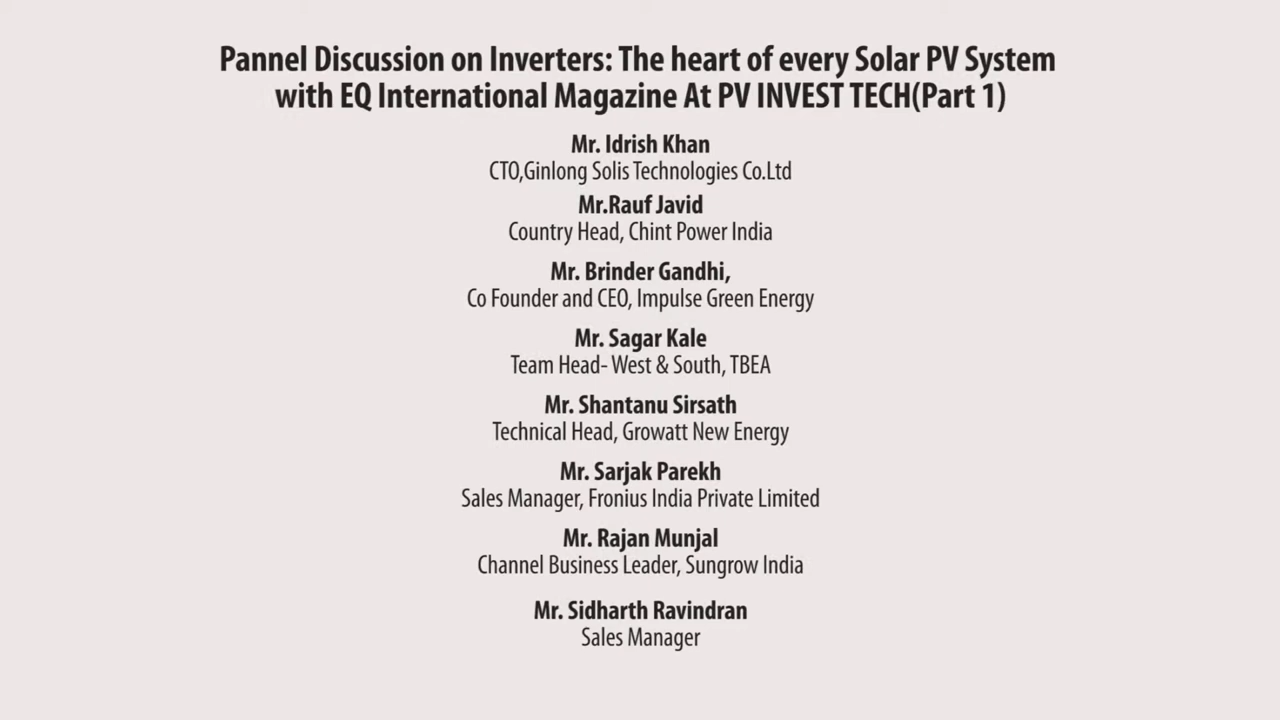 Pannel Discussion on Inverters: The heart of every Solar PV System
with EQ International Magazine At PV INVEST TECH(Part 1)
Mr. Idrish Khan
CTO,Ginlong Solis Technologies Co.Ltd
Mr.Rauf Javid
Country Head, Chint Power India
Mr. Brinder Gandhi,
Co Founder and CEO, Impulse Green Energy
Mr. Sagar Kale
Team Head- West & South, TBEA
Mr. Shantanu Sirsath
Technical Head, Growatt New Energy
Mr. Sarjak Parekh
Sales Manager, Fronius India Private Limited
Mr. Rajan Munjal
Channel Business Leader, Sungrow India
Mr. Sidharth Ravindran
Sales Manager